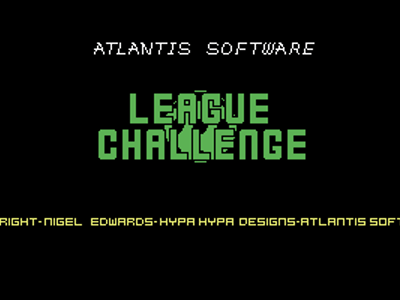 ATLANTIS SOFTWARE
LEAGUE
CHALLENGE
RIGHT-NIGEL EDWARDS-HYPA HYPA DESIGNS-ATLANTIS SOFT